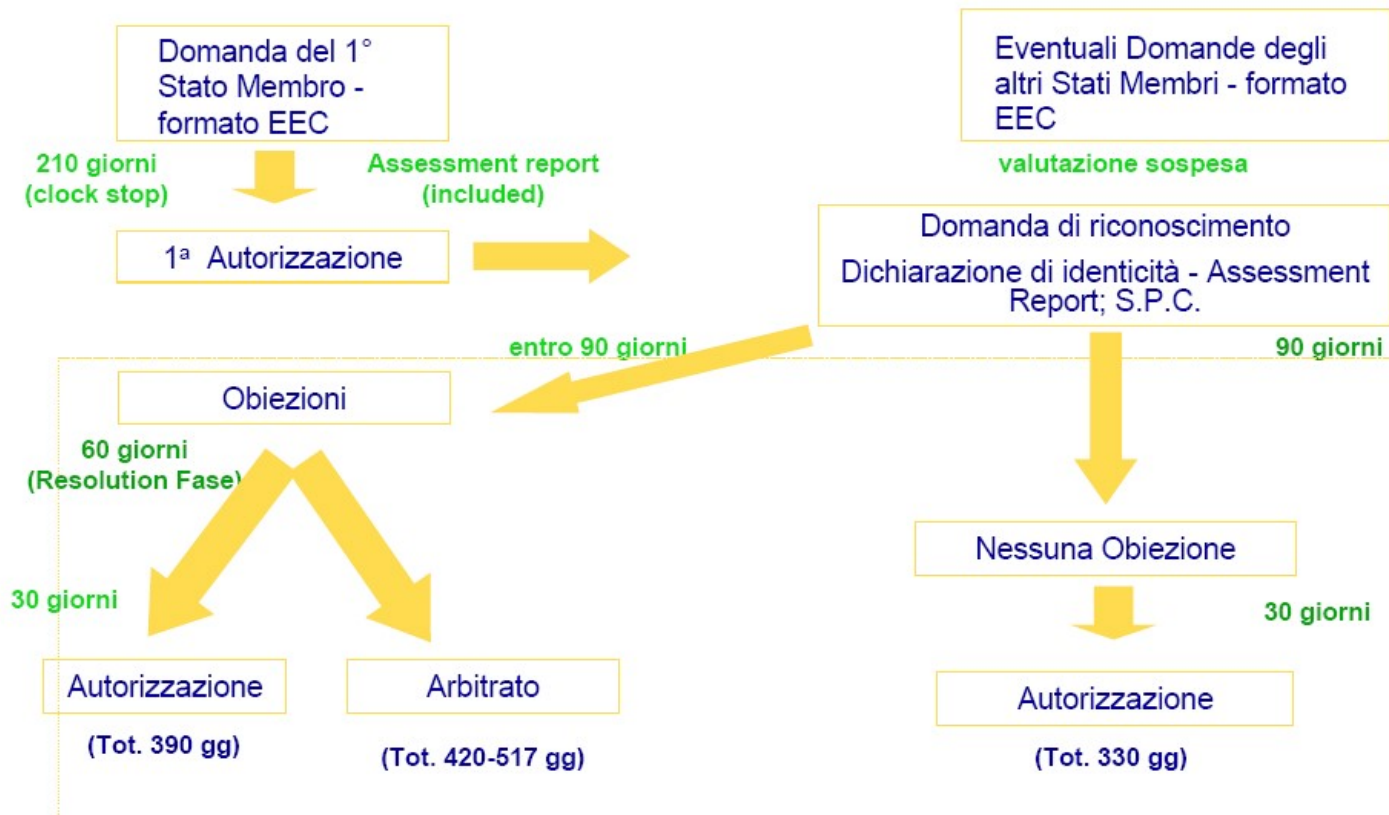 Domanda del 1°
Stato Membro -
formato EEC
Eventuali Domande degli
altri Stati Membri - formato
EEC
210 giorni
(clock stop)
Assessment report
(included)
valutazione sospesa
1ª Autorizzazione
Domanda di riconoscimento
Dichiarazione di identicità - Assessment
Report; S.P.C.
entro 90 giorni
90 giorni
Obiezioni
60 giorni
(Resolution Fase)
Nessuna Obiezione
30 giorni
30 giorni
Autorizzazione
Arbitrato
Autorizzazione
(Tot. 390 gg)
(Tot. 420-517 gg)
(Tot. 330 gg)